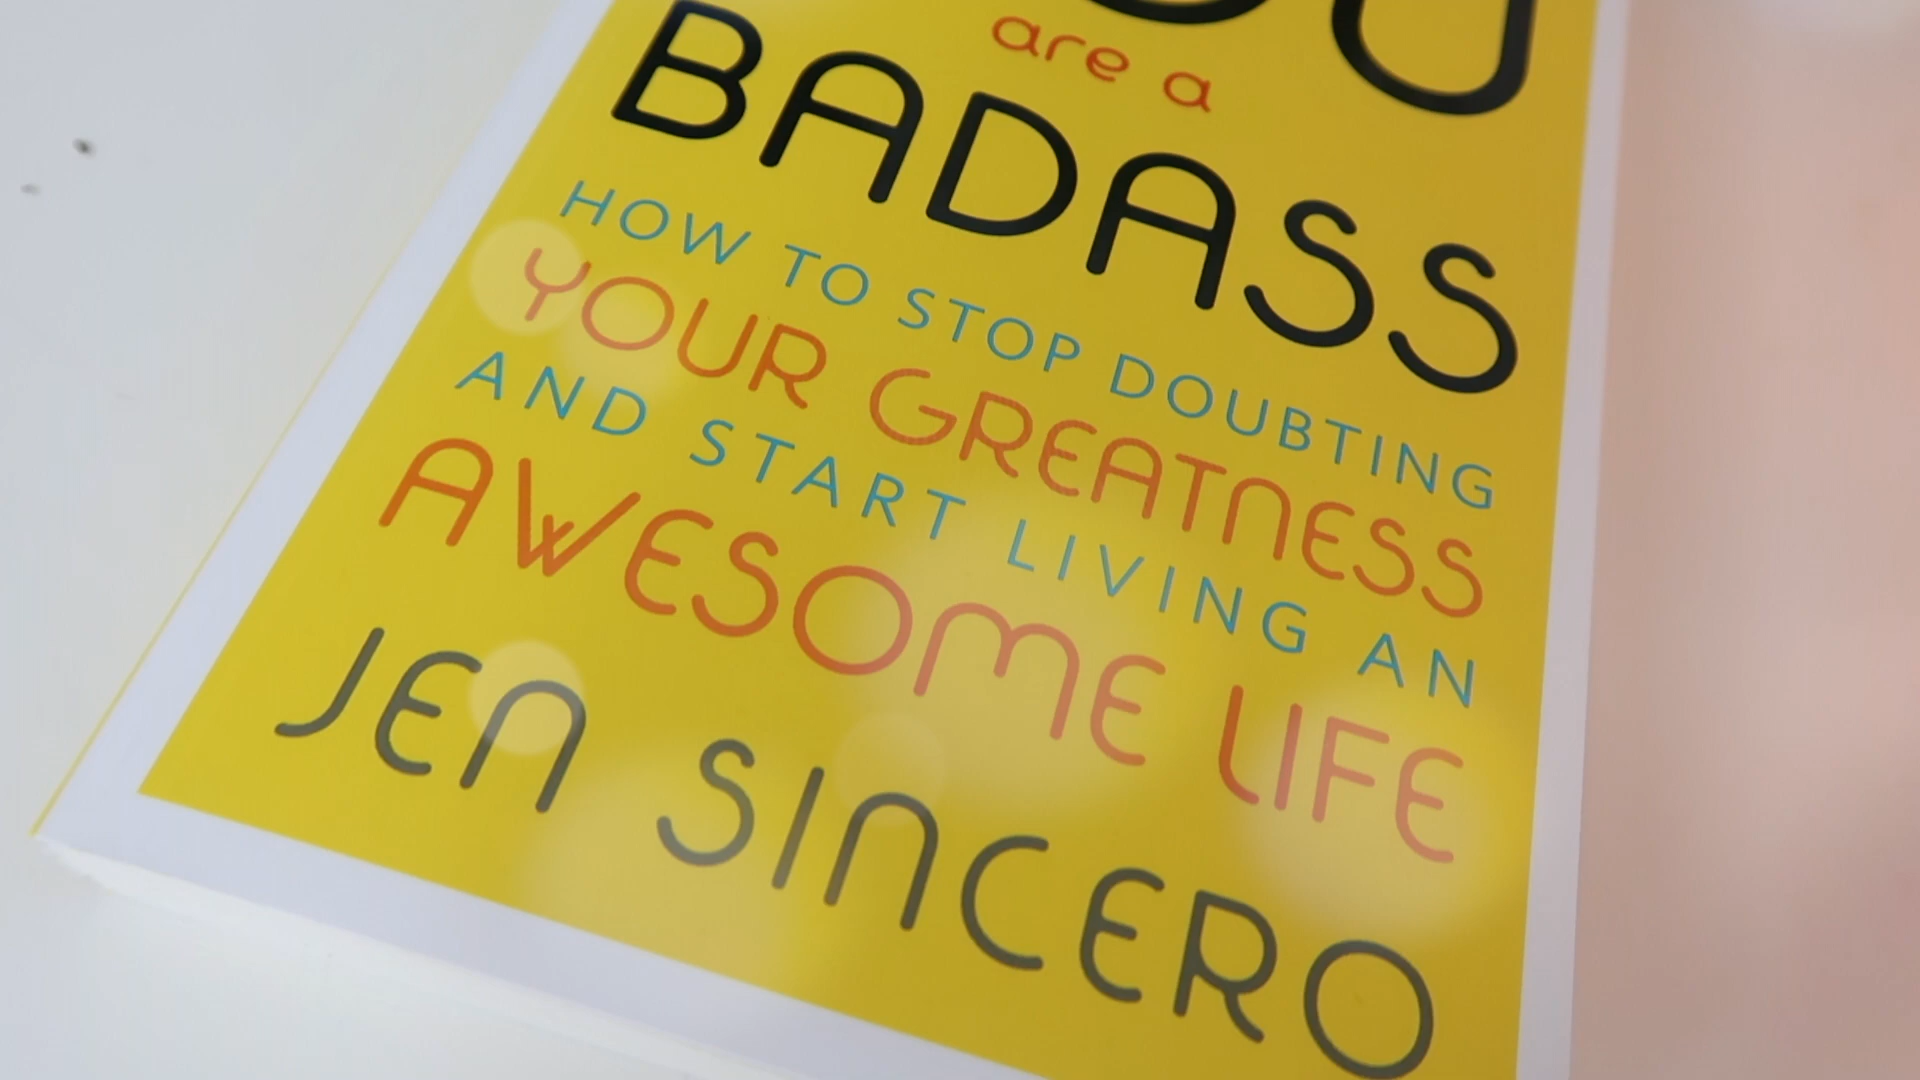 are a
BADASS
HOW TO STOP DOUBTING
YOUR GREATNESS
AND START LIVING AN
AWESOME LIFE
JEN SINCERO